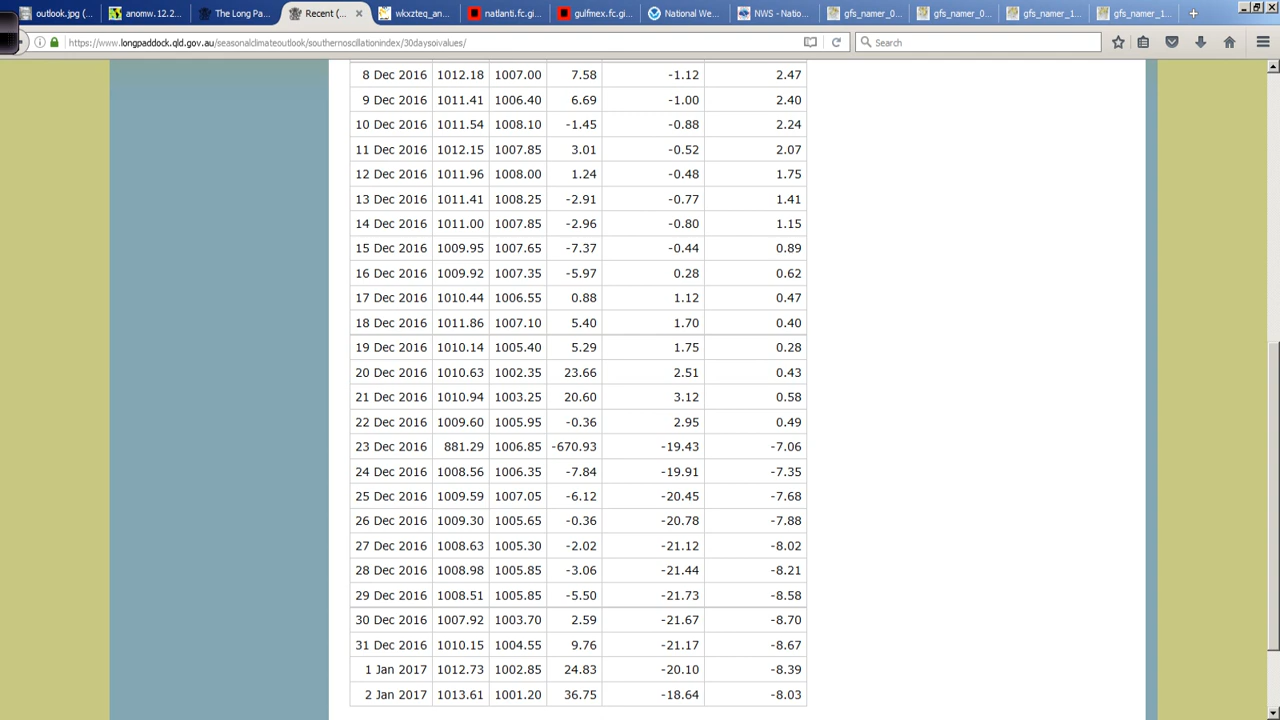 outlook.jpg (...
anomw.12.2...
The Long Pa...
Recent (...
wkxzteq_an...
natlanti.fc.gi...
gulfmex.fc.gi...
National We...
NWS - Natio...
gfs_namer_0...
gfs_namer_0...
gfs_namer_1...
gfs_namer_1...
https://www.longpaddock.qld.gov.au/seasonalclimateoutlook/southernoscillationindex/30daysoivalues/
Search
8 Dec 2016 1012.18 1007.00 7.58 -1.12 2.47
9 Dec 2016 1011.41 1006.40 6.69 -1.00 2.40
10 Dec 2016 1011.54 1008.10 -1.45 -0.88 2.24
11 Dec 2016 1012.15 1007.85 3.01 -0.52 2.07
12 Dec 2016 1011.96 1008.00 1.24 -0.48 1.75
13 Dec 2016 1011.41 1008.25 -2.91 -0.77 1.41
14 Dec 2016 1011.00 1007.85 -2.96 -0.80 1.15
15 Dec 2016 1009.95 1007.65 -7.37 -0.44 0.89
16 Dec 2016 1009.92 1007.35 -5.97 0.28 0.62
17 Dec 2016 1010.44 1006.55 0.88 1.12 0.47
18 Dec 2016 1011.86 1007.10 5.40 1.70 0.40
19 Dec 2016 1010.14 1005.40 5.29 1.75 0.28
20 Dec 2016 1010.63 1002.35 23.66 2.51 0.43
21 Dec 2016 1010.94 1003.25 20.60 3.12 0.58
22 Dec 2016 1009.60 1005.95 -0.36 2.95 0.49
23 Dec 2016 881.29 1006.85 -670.93 -19.43 -7.06
24 Dec 2016 1008.56 1006.35 -7.84 -19.91 -7.35
25 Dec 2016 1009.59 1007.05 -6.12 -20.45 -7.68
26 Dec 2016 1009.30 1005.65 -0.36 -20.78 -7.88
27 Dec 2016 1008.63 1005.30 -2.02 -21.12 -8.02
28 Dec 2016 1008.98 1005.85 -3.06 -21.44 -8.21
29 Dec 2016 1008.51 1005.85 -5.50 -21.73 -8.58
30 Dec 2016 1007.92 1003.70 2.59 -21.67 -8.70
31 Dec 2016 1010.15 1004.55 9.76 -21.17 -8.67
1 Jan 2017 1012.73 1002.85 24.83 -20.10 -8.39
2 Jan 2017 1013.61 1001.20 36.75 -18.64 -8.03